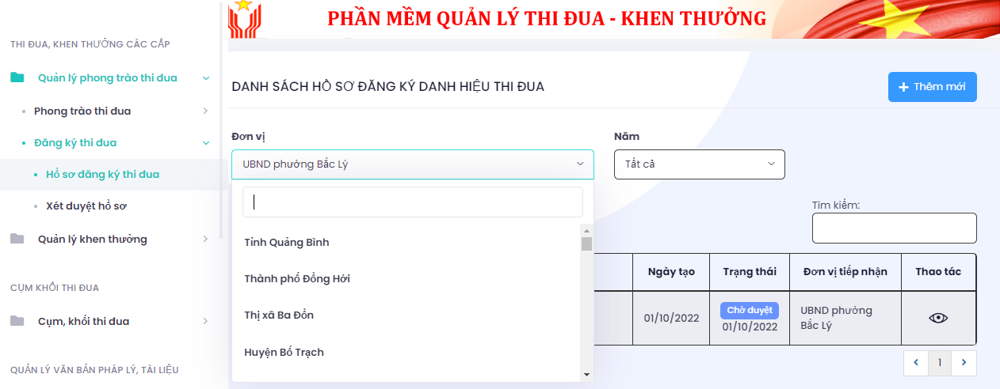 PHẦN MỀM QUẢN LÝ THI ĐUA - KHEN THƯỞNG
THI ĐUA, KHEN THƯỞNG CÁC CẤP
Quản lý phong trào thi đua
Phong trào thi đua
Đăng ký thi đua
Hồ sơ đăng ký thi đua
Xét duyệt hồ sơ
Quản lý khen thưởng
CỤM KHỐI THI ĐUA
Cụm, khối thi đua
QUẢN LÝ VĂN BẢN PHÁP LÝ, TÀI LIỆU
DANH SÁCH HỒ SƠ ĐĂNG KÝ DANH HIỆU THI ĐUA
Thêm mới
Đơn vị
Năm
UBND phường Bắc Lý
Tất cả
Tỉnh Quảng Bình
Thành phố Đồng Hới
Thị xã Ba Đồn
Huyện Bố Trạch
Tìm kiếm:
Ngày tạo Trạng thái Đơn vị tiếp nhận Thao tác
01/10/2022
Chờ duyệt
01/10/2022
UBND phường
Bắc Lý
1